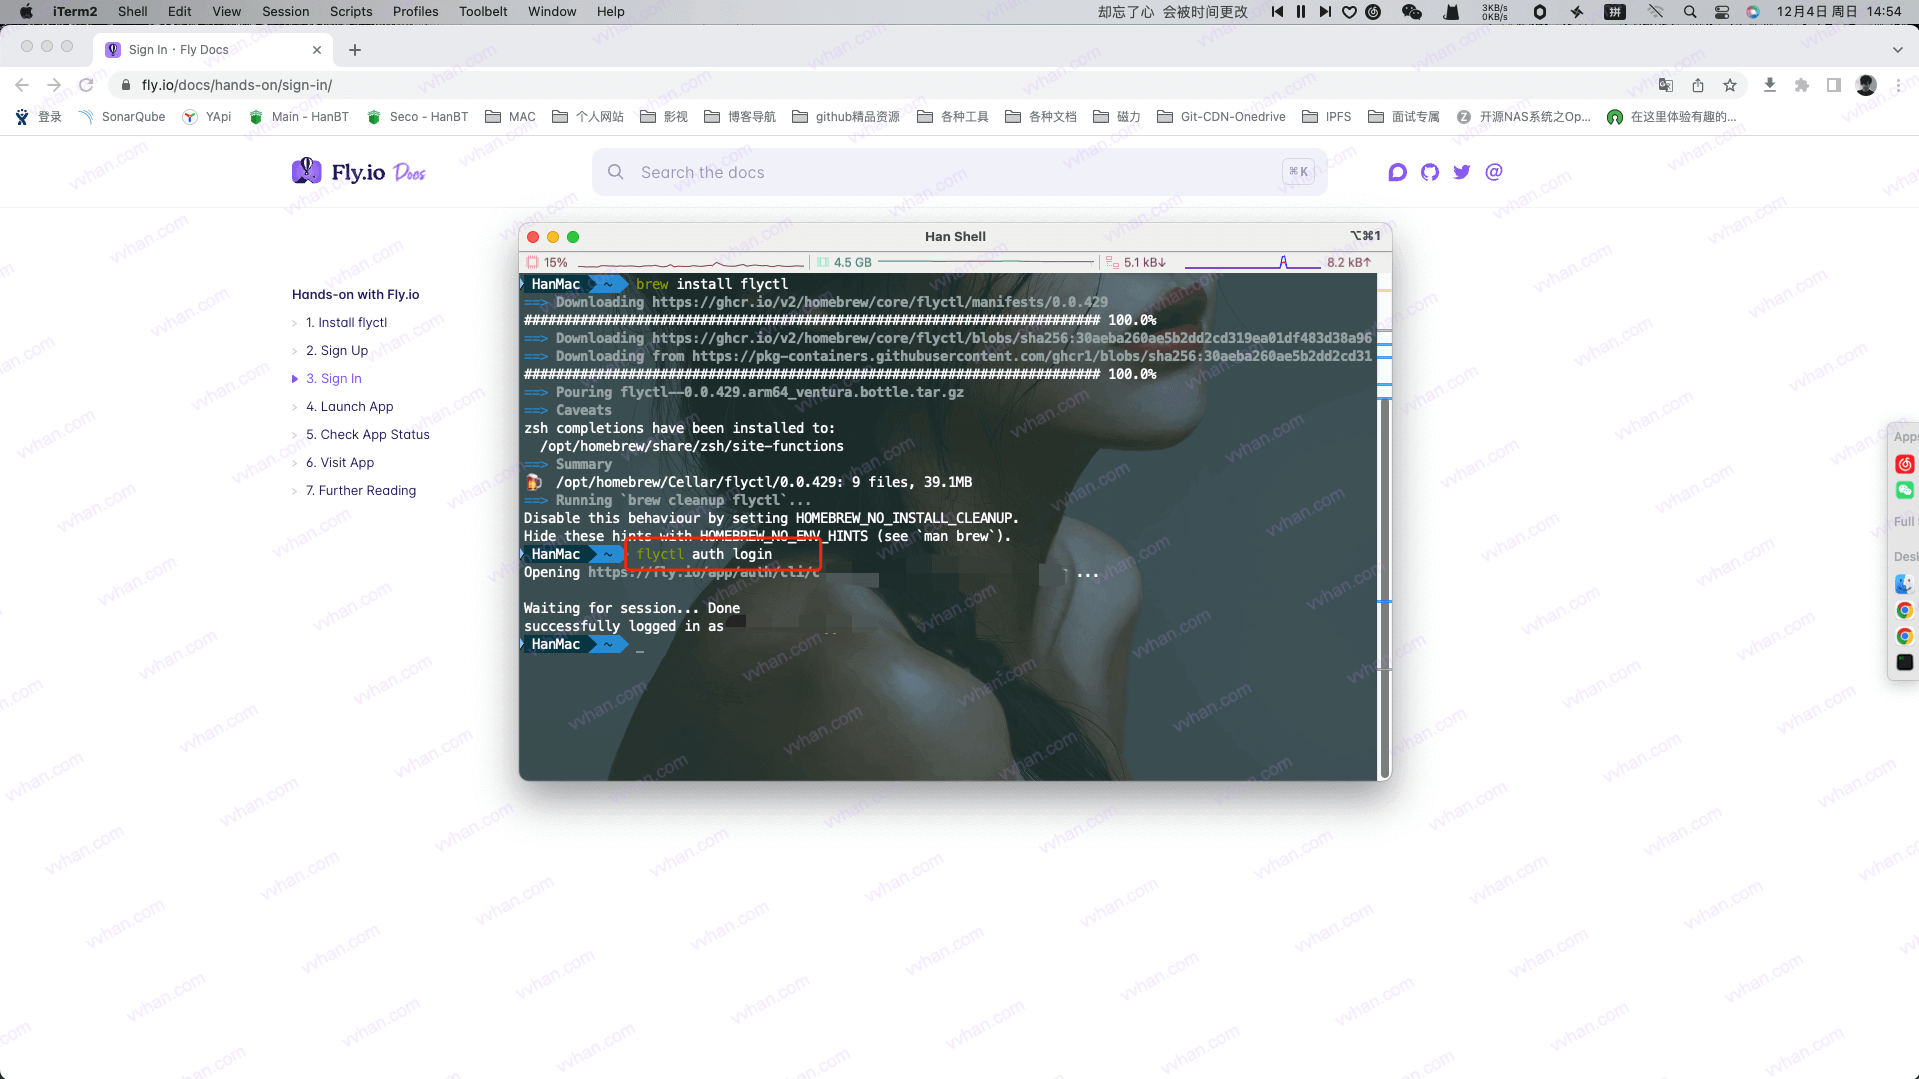 iTerm2 Shell Edit View Session Scripts Profiles Toolbelt Window Help 却忘了心 会被时间更改 3KB/s 0KB/s 拼 12月4日 周日 14:54
Sign In · Fly Docs
fly.io/docs/hands-on/sign-in/
登录 SonarQube YApi Main - HanBT Seco - HanBT MAC 个人网站 影视 博客导航 github精品资源 各种工具 各种文档 磁力 Git-CDN-Onedrive IPFS 面试专属 开源NAS系统之Op... 在这里体验有趣的...
Fly.io Docs Search the docs ⌘K
Han Shell ⌥⌘1
15% 4.5 GB 5.1 kB↓ 8.2 kB↑
Hands-on with Fly.io
1. Install flyctl
2. Sign Up
3. Sign In
4. Launch App
5. Check App Status
6. Visit App
7. Further Reading
HanMac ~ brew install flyctl
==> Downloading https://ghcr.io/v2/homebrew/core/flyctl/manifests/0.0.429
######################################################################## 100.0%
==> Downloading https://ghcr.io/v2/homebrew/core/flyctl/blobs/sha256:30aeba260ae5b2dd2cd319ea01df483d38a96
==> Downloading from https://pkg-containers.githubusercontent.com/ghcr1/blobs/sha256:30aeba260ae5b2dd2cd31
######################################################################## 100.0%
==> Pouring flyctl--0.0.429.arm64_ventura.bottle.tar.gz
==> Caveats
zsh completions have been installed to:
/opt/homebrew/share/zsh/site-functions
==> Summary
🍺 /opt/homebrew/Cellar/flyctl/0.0.429: 9 files, 39.1MB
==> Running `brew cleanup flyctl`...
Disable this behaviour by setting HOMEBREW_NO_INSTALL_CLEANUP.
Hide these hints with HOMEBREW_NO_ENV_HINTS (see `man brew`).
HanMac ~ flyctl auth login
Opening https://fly.io/app/auth/cli/c ...
Waiting for session... Done
successfully logged in as
HanMac ~ _
Apps
Full
Desk
vvhan.com